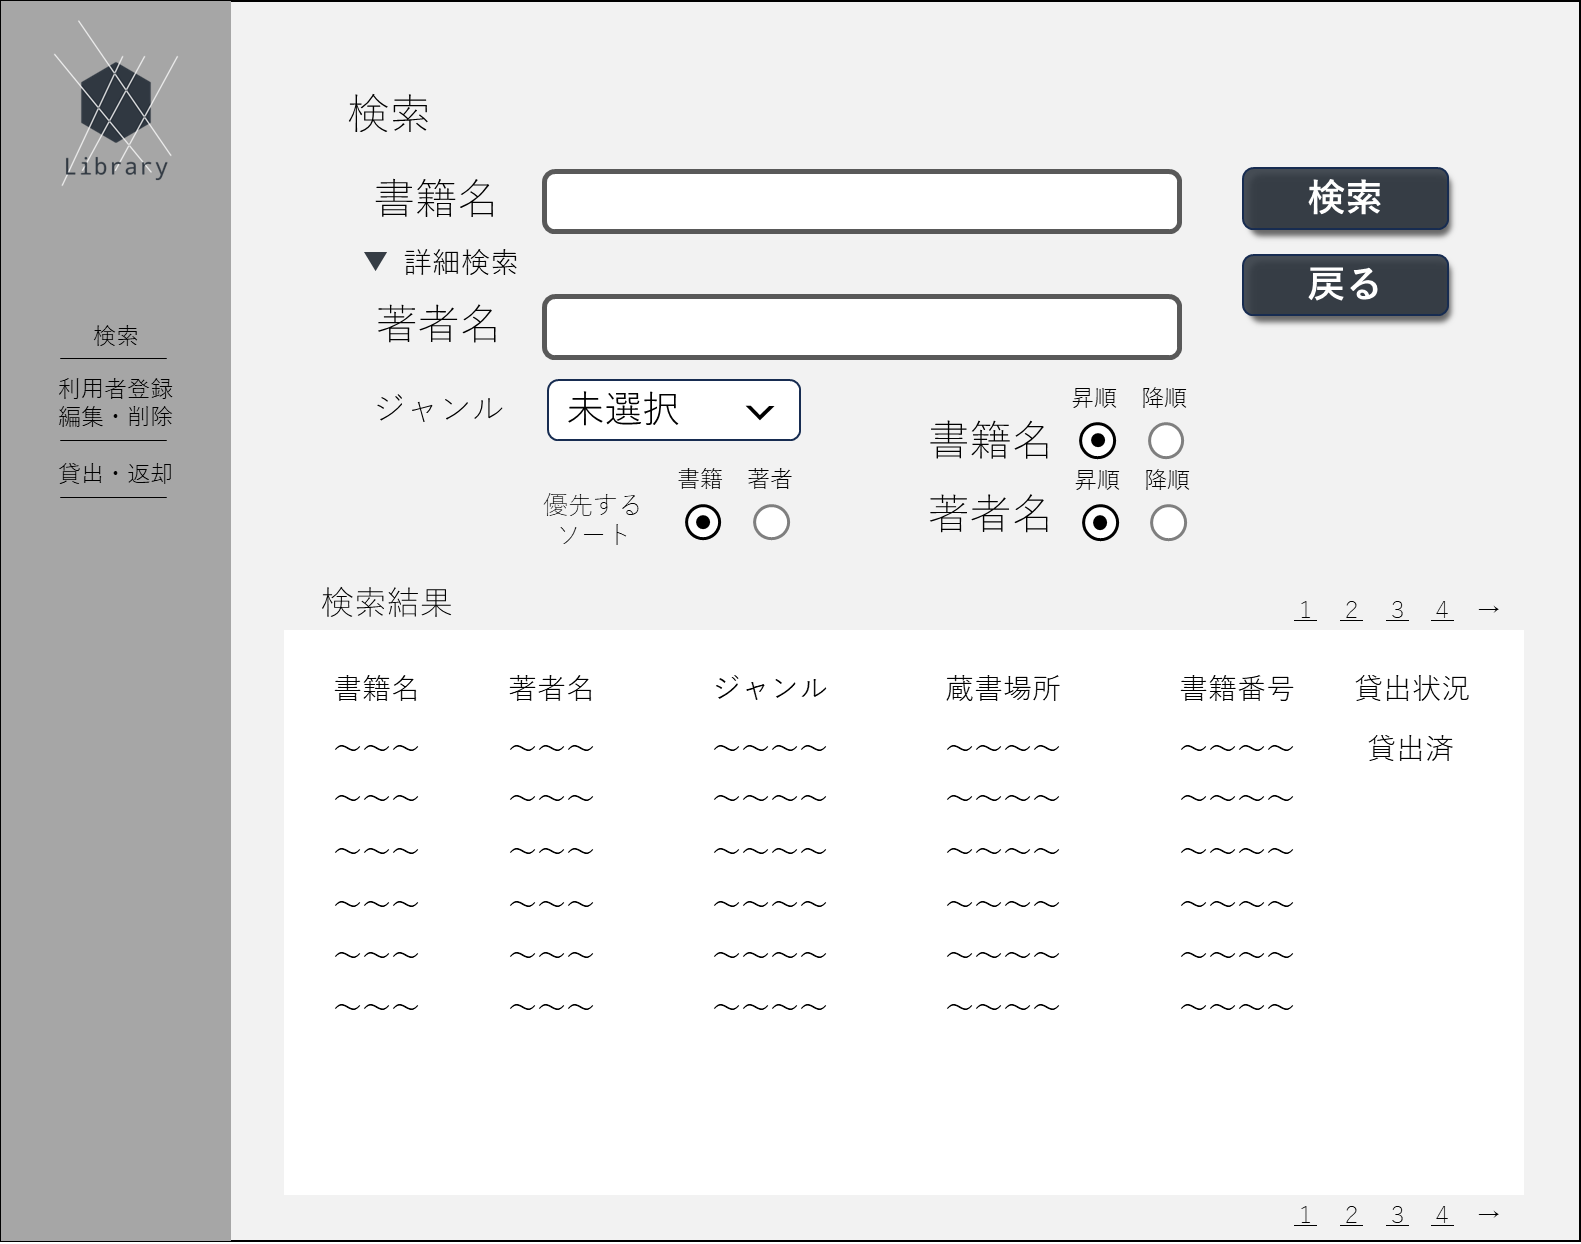 Library
検索
利用者登録
編集・削除
貸出・返却
検索
書籍名
検索
▼ 詳細検索
戻る
著者名
ジャンル
未選択
昇順 降順
書籍名
書籍 著者
昇順 降順
優先する
ソート
著者名
検索結果
1 2 3 4 →
書籍名 著者名 ジャンル 蔵書場所 書籍番号 貸出状況
～～～ ～～～ ～～～～ ～～～～ ～～～～ 貸出済
～～～ ～～～ ～～～～ ～～～～ ～～～～
～～～ ～～～ ～～～～ ～～～～ ～～～～
～～～ ～～～ ～～～～ ～～～～ ～～～～
～～～ ～～～ ～～～～ ～～～～ ～～～～
～～～ ～～～ ～～～～ ～～～～ ～～～～
1 2 3 4 →